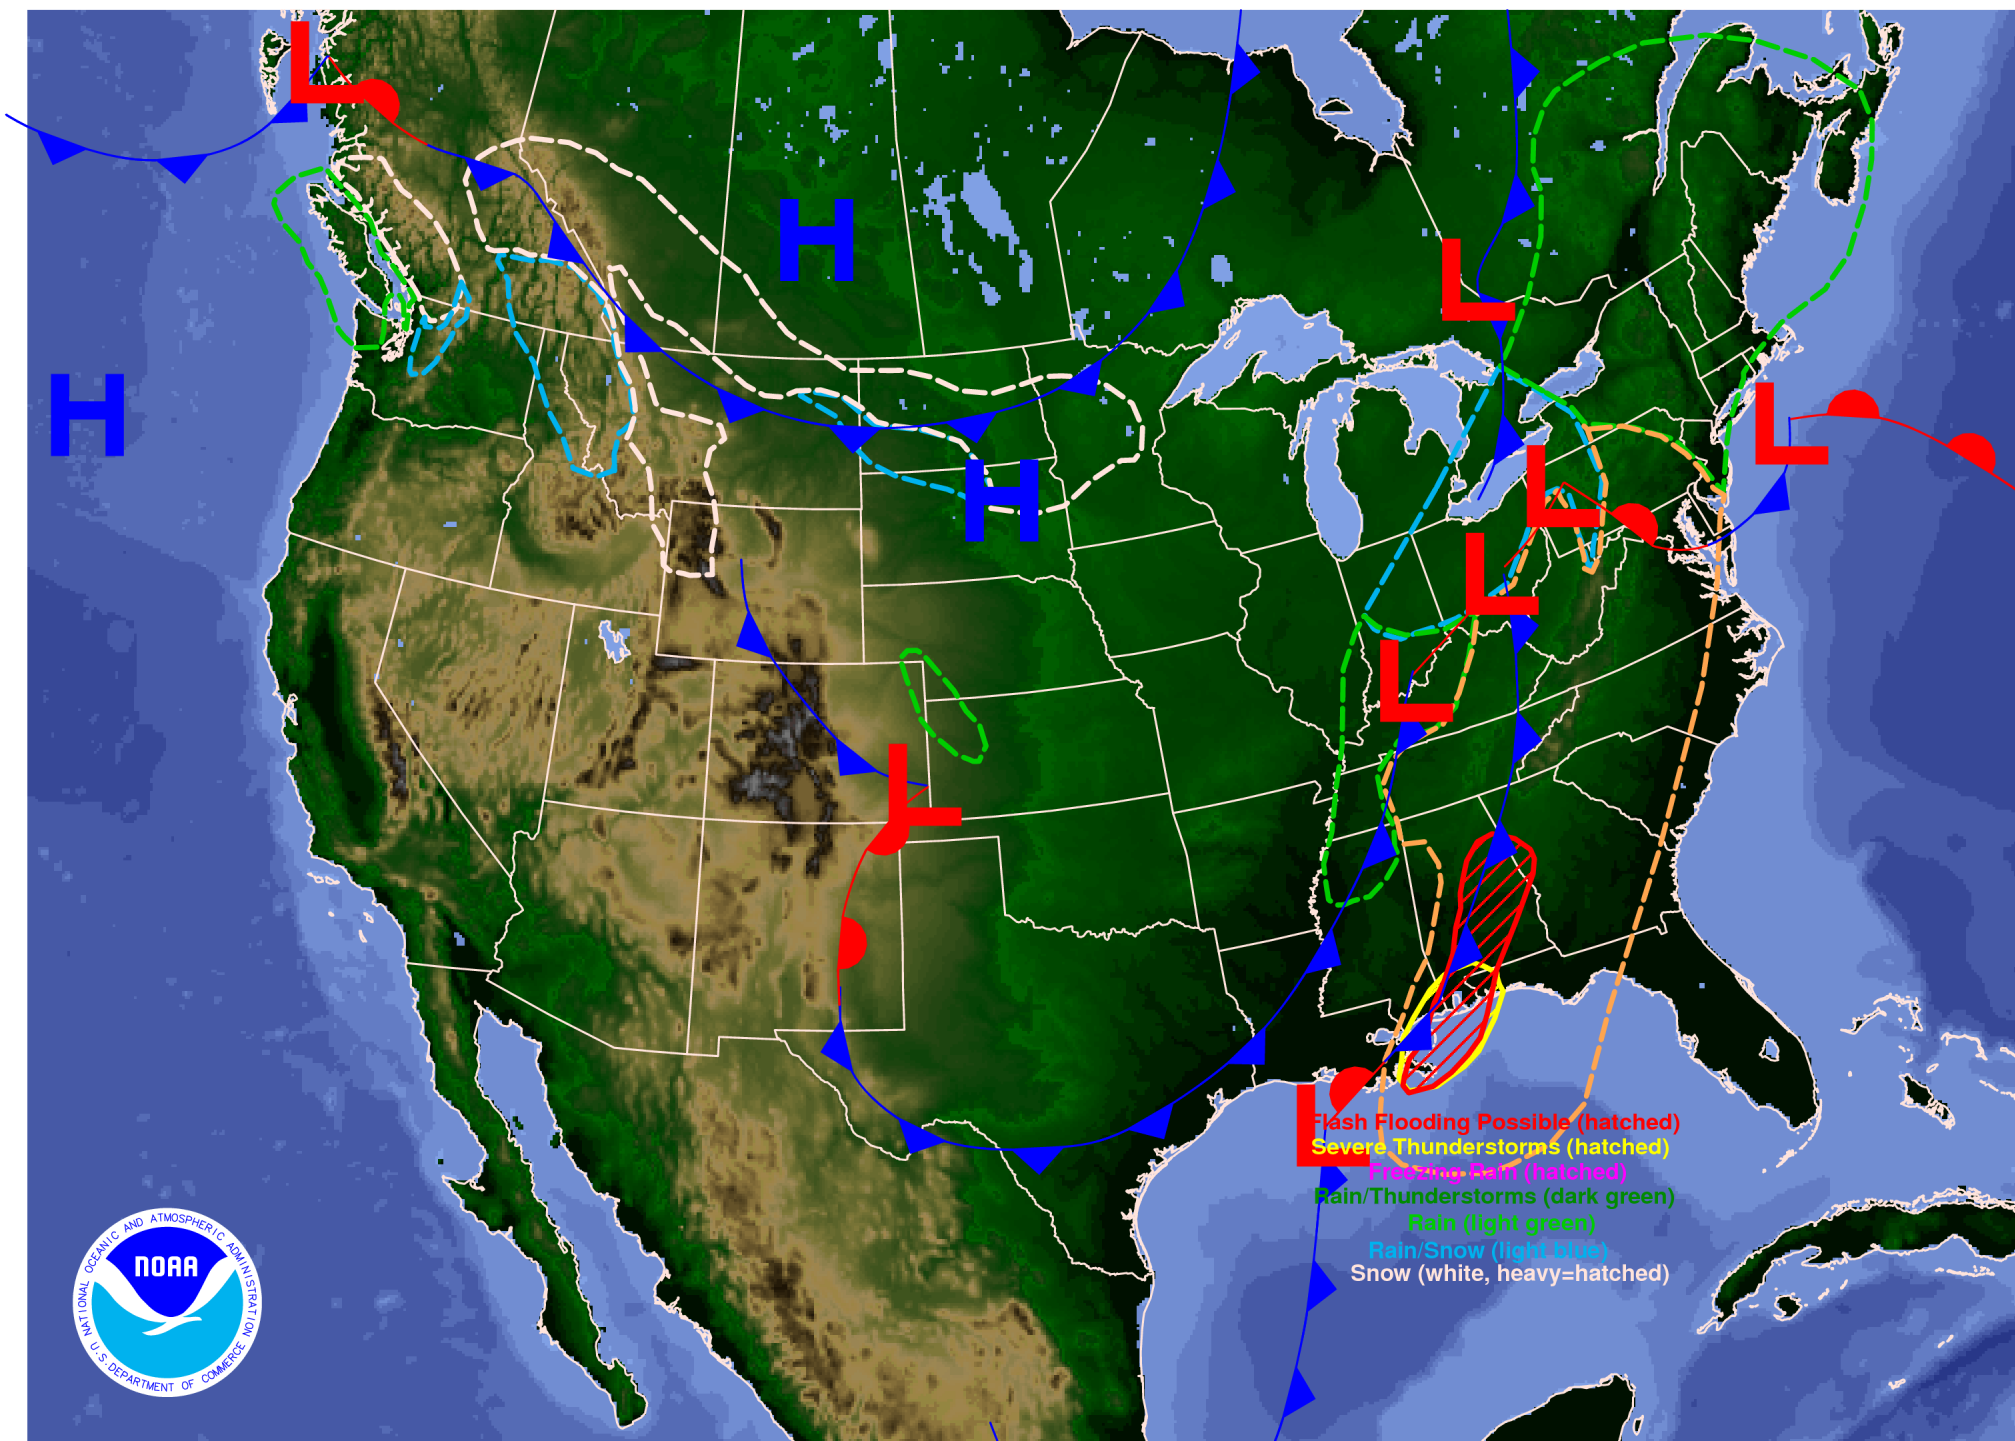 L
H
L
H
L
L
H
L
L
L
L
Flash Flooding Possible (hatched)
Severe Thunderstorms (hatched)
Freezing Rain (hatched)
Rain/Thunderstorms (dark green)
Rain (light green)
Rain/Snow (light blue)
Snow (white, heavy=hatched)
NATIONAL OCEANIC AND ATMOSPHERIC ADMINISTRATION
NOAA
U.S. DEPARTMENT OF COMMERCE